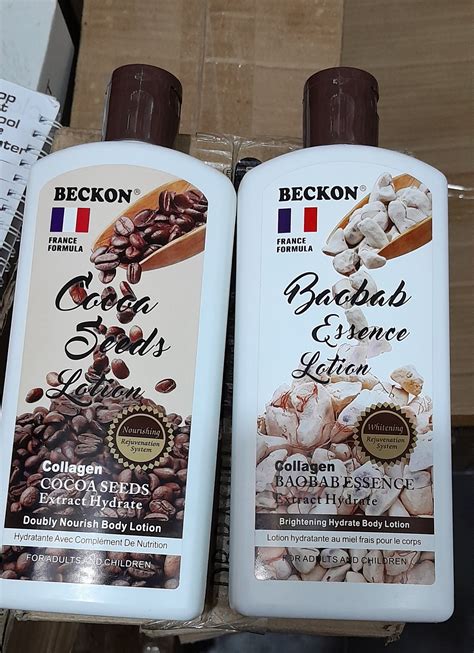 op
ool
BECKON®
FRANCE
FORMULA
Cocoa
Seeds
Lotion
Nourishing
Rejuvenation
System
Collagen
COCOA SEEDS
Extract Hydrate
Doubly Nourish Body Lotion
Hydratante Avec Complément De Nutrition
FOR ADULTS AND CHILDREN
BECKON®
FRANCE
FORMULA
Baobab
Essence
Lotion
Whitening
Rejuvenation
System
Collagen
BAOBAB ESSENCE
Extract Hydrate
Brightening Hydrate Body Lotion
Lotion hydratante au miel frais pour le corps
FOR ADULTS AND CHILDREN